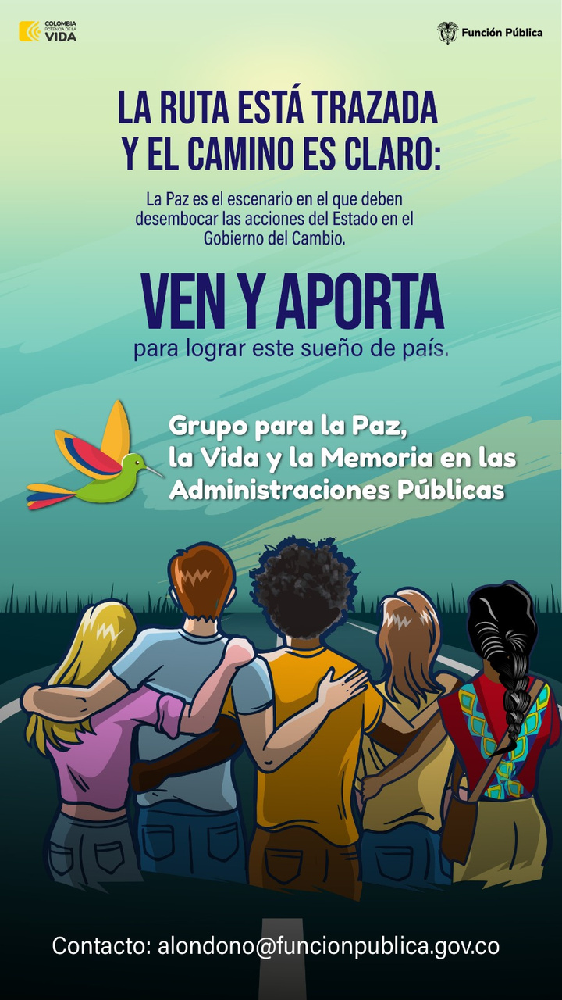 COLOMBIA
POTENCIA DE LA
VIDA
Función Pública
LA RUTA ESTÁ TRAZADA
Y EL CAMINO ES CLARO:
La Paz es el escenario en el que deben
desembocar las acciones del Estado en el
Gobierno del Cambio.
VEN Y APORTA
para lograr este sueño de país.
Grupo para la Paz,
la Vida y la Memoria en las
Administraciones Públicas
Contacto: alondono@funcionpublica.gov.co